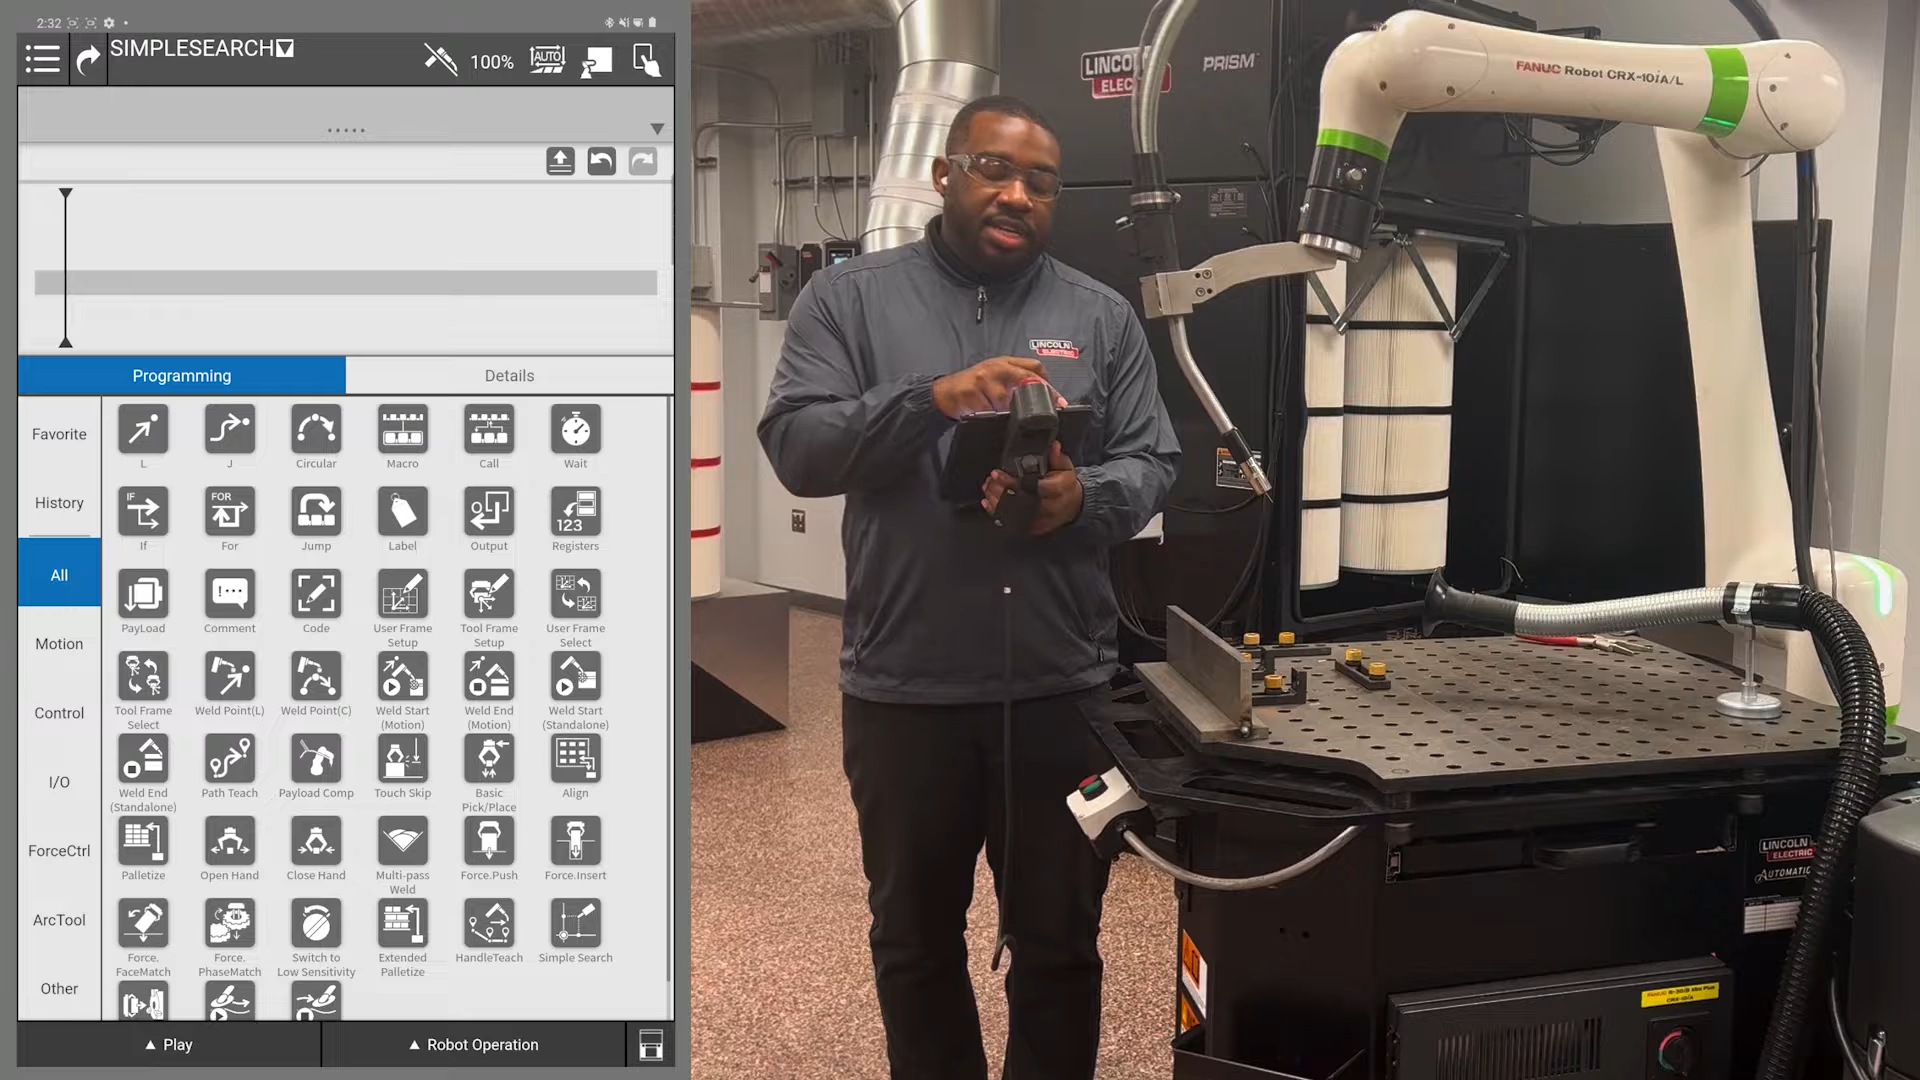 2:32
SIMPLESEARCH
100%
AUTO
Programming
Details
Favorite
History
All
Motion
Control
I/O
ForceCtrl
ArcTool
Other
L
J
Circular
Macro
Call
Wait
IF
FOR
123
If
For
Jump
Label
Output
Registers
PayLoad
Comment
Code
User Frame
Setup
Tool Frame
Setup
User Frame
Select
Tool Frame
Select
Weld Point(L)
Weld Point(C)
Weld Start
(Motion)
Weld End
(Motion)
Weld Start
(Standalone)
Weld End
(Standalone)
Path Teach
Payload Comp
Touch Skip
Basic
Pick/Place
Align
Palletize
Open Hand
Close Hand
Multi-pass
Weld
Force.Push
Force.Insert
Force.
FaceMatch
Force.
PhaseMatch
Switch to
Low Sensitivity
Extended
Palletize
HandleTeach
Simple Search
Play
Robot Operation
LINCOLN
ELECTRIC
PRISM
FANUC Robot CRX-10iA/L
LINCOLN
ELECTRIC
LINCOLN
ELECTRIC
AUTOMATIC